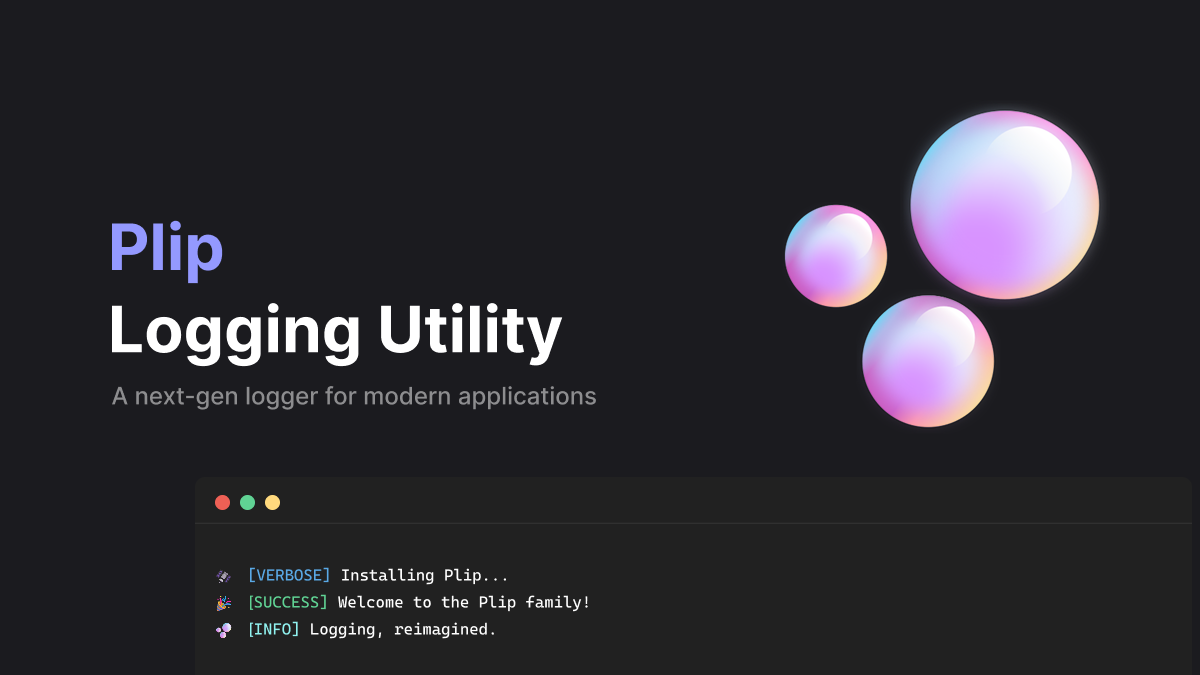 Plip
Logging Utility
A next-gen logger for modern applications
[VERBOSE] Installing Plip...
[SUCCESS] Welcome to the Plip family!
[INFO] Logging, reimagined.